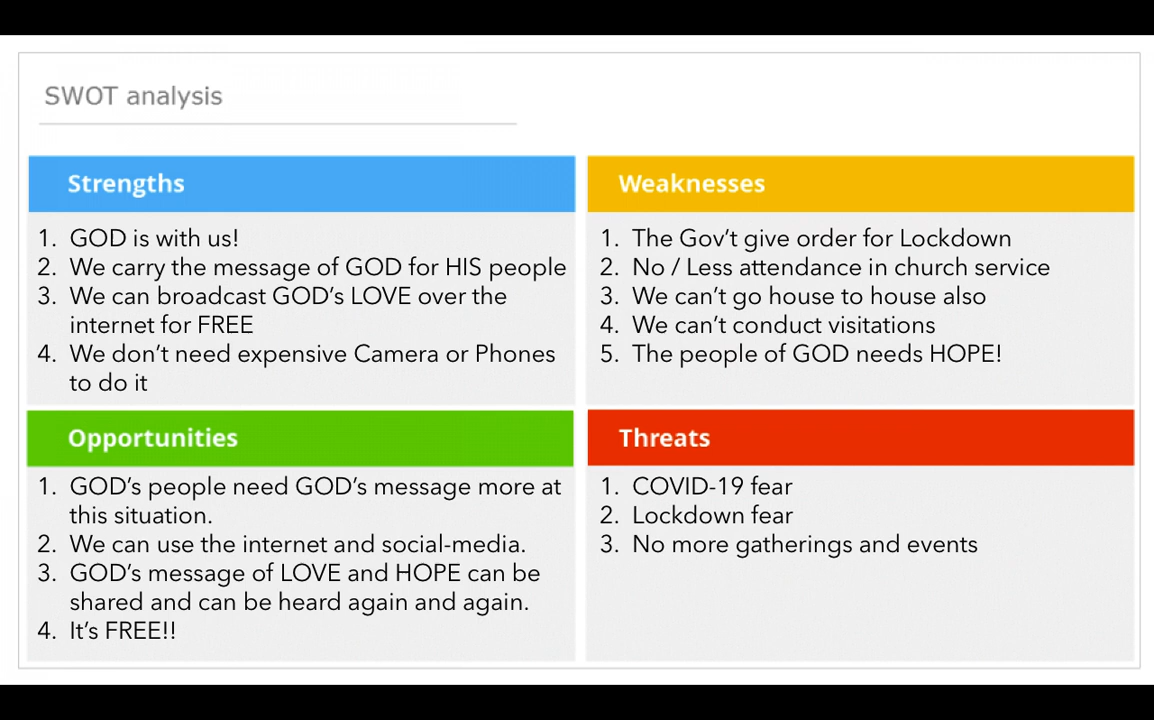 SWOT analysis
Strengths
1. GOD is with us!
2. We carry the message of GOD for HIS people
3. We can broadcast GOD's LOVE over the
internet for FREE
4. We don't need expensive Camera or Phones
to do it
Weaknesses
1. The Gov't give order for Lockdown
2. No / Less attendance in church service
3. We can't go house to house also
4. We can't conduct visitations
5. The people of GOD needs HOPE!
Opportunities
1. GOD's people need GOD's message more at
this situation.
2. We can use the internet and social-media.
3. GOD's message of LOVE and HOPE can be
shared and can be heard again and again.
4. It's FREE!!
Threats
1. COVID-19 fear
2. Lockdown fear
3. No more gatherings and events